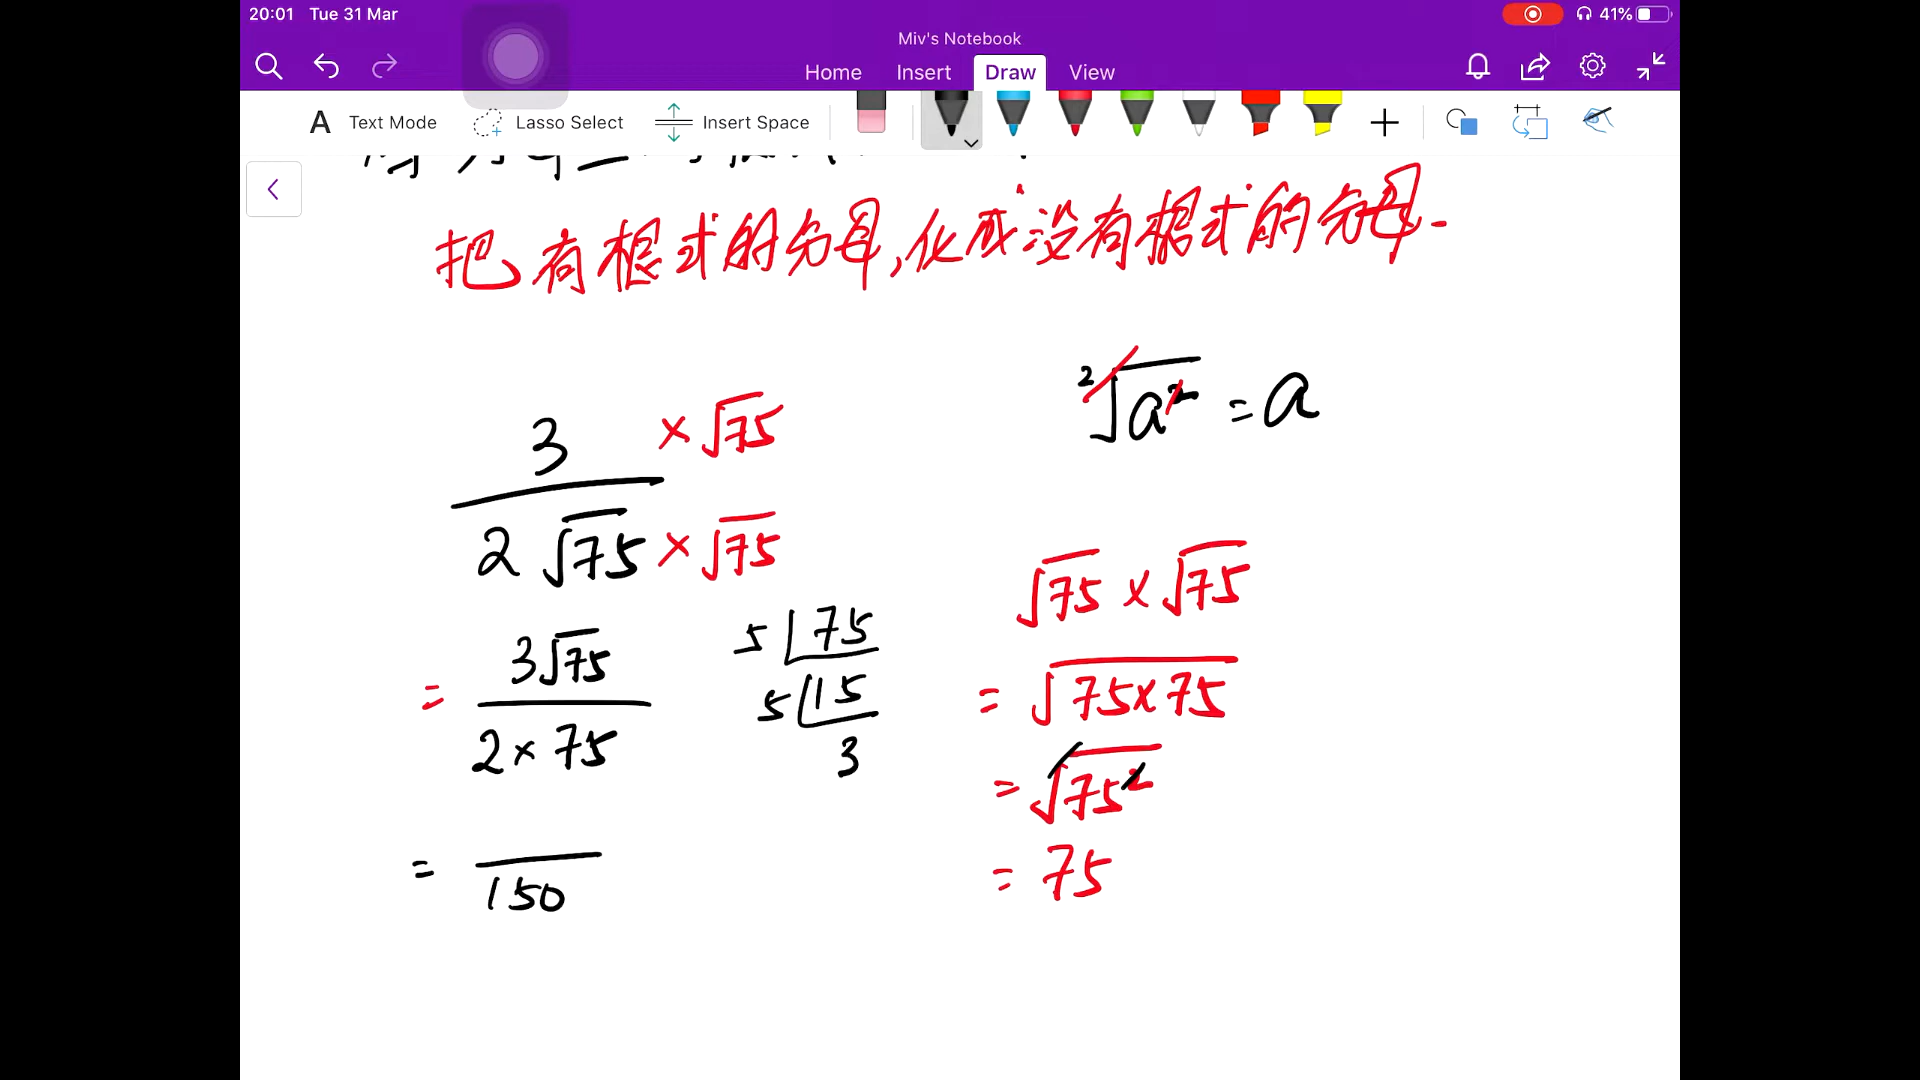 20:01 Tue 31 Mar
41%
Miv's Notebook
Home Insert Draw View
A Text Mode Lasso Select Insert Space
把有根式的分母,化成没有根式的分母.
²√a² = a
3 × √75
2√75 × √75
√75 × √75
= 3√75
2 × 75
5 75
5 15
3
= √75×75
= √75²
= 75
=
150